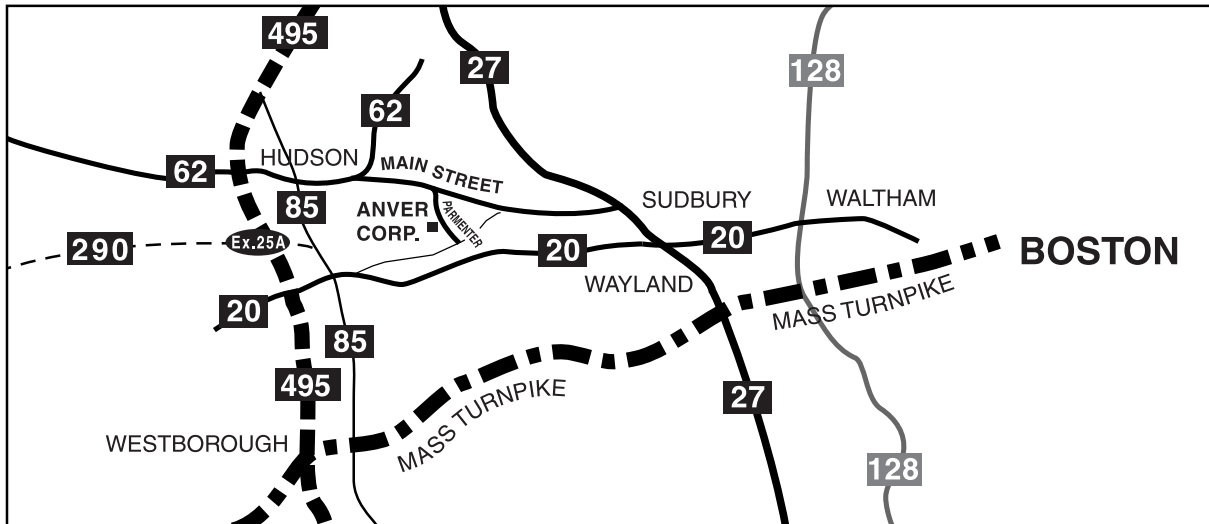 495
27
128
62
62
HUDSON
MAIN STREET
85
ANVER
CORP.
PARMENTER
SUDBURY
WALTHAM
290
Ex.25A
20
20
BOSTON
WAYLAND
20
MASS TURNPIKE
85
495
27
MASS TURNPIKE
WESTBOROUGH
128